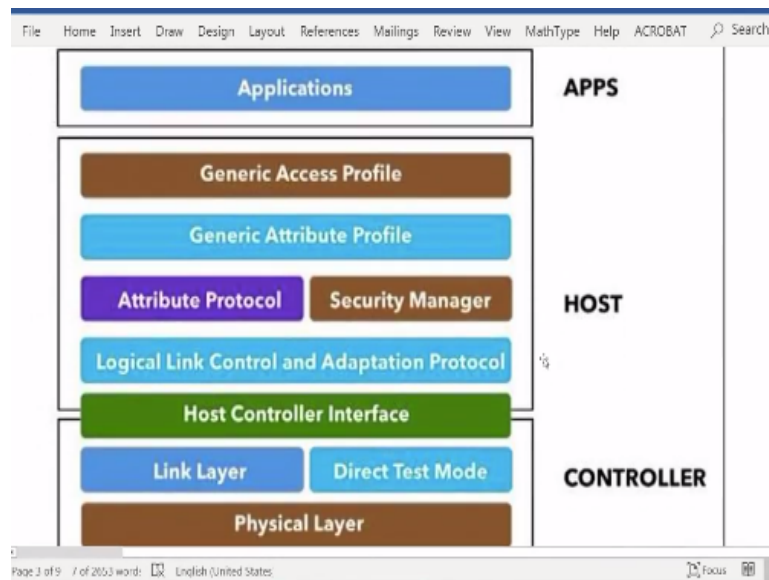 File Home Insert Draw Design Layout References Mailings Review View MathType Help ACROBAT Search
Applications APPS
Generic Access Profile
Generic Attribute Profile
Attribute Protocol Security Manager HOST
Logical Link Control and Adaptation Protocol
Host Controller Interface
Link Layer Direct Test Mode CONTROLLER
Physical Layer
Page 3 of 9 7 of 2653 words English (United States) Focus